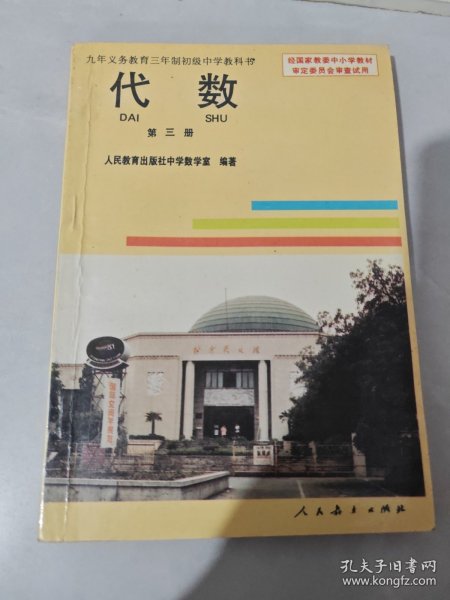 九年义务教育三年制初级中学教科书
经国家教委中小学教材
审定委员会审查试用
代 数
DAI SHU
第三册
人民教育出版社中学数学室 编著
北京天文馆
人民教育出版社
孔夫子旧书网
www.kongfz.com